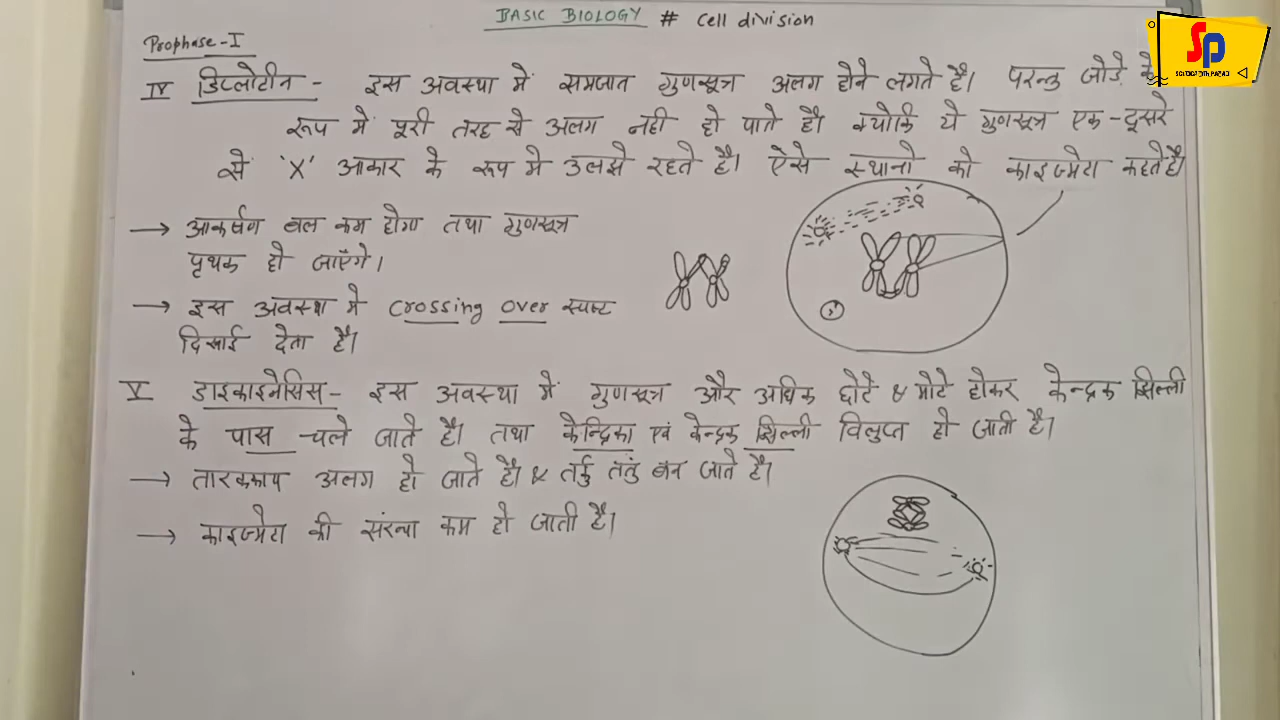 BASIC BIOLOGY # cell division
Prophase-I
IV डिप्लोटीन - इस अवस्था में समजात गुणसूत्र अलग होने लगते है। परन्तु जोड़े के
रूप में पूरी तरह से अलग नही हो पाते है। क्योकि ये गुणसूत्र एक-दूसरे
से 'X' आकार के रूप मे उलझे रहते है। ऐसे स्थानो को काइज्मेटा कहते है।
→ आकर्षण बल कम होगा तथा गुणसूत्र
पृथक हो जाएँगे।
→ इस अवस्था मे crossing over स्पष्ट
दिखाई देता है।
V डाइकाइनेसिस - इस अवस्था में गुणसूत्र और अधिक छोटे & मोटे होकर केन्द्रक झिल्ली
के पास चले जाते है। तथा केन्द्रिका एवं केन्द्रक झिल्ली विलुप्त हो जाती है।
→ तारककाय अलग हो जाते है। & तर्कु तंतु बन जाते है।
→ काइज्मेटा की संख्या कम हो जाती है।
SP